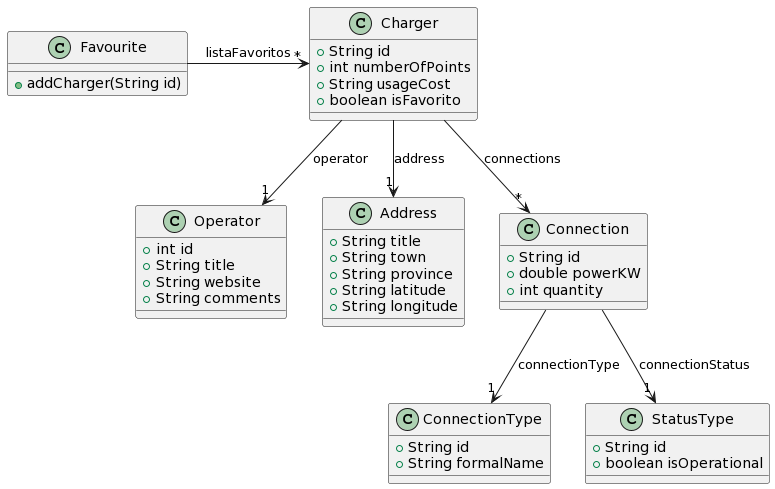 C Favourite
addCharger(String id)
listaFavoritos *
C Charger
String id
int numberOfPoints
String usageCost
boolean isFavorito
operator
1
address
1
connections
*
C Operator
int id
String title
String website
String comments
C Address
String title
String town
String province
String latitude
String longitude
C Connection
String id
double powerKW
int quantity
connectionType
1
connectionStatus
1
C ConnectionType
String id
String formalName
C StatusType
String id
boolean isOperational